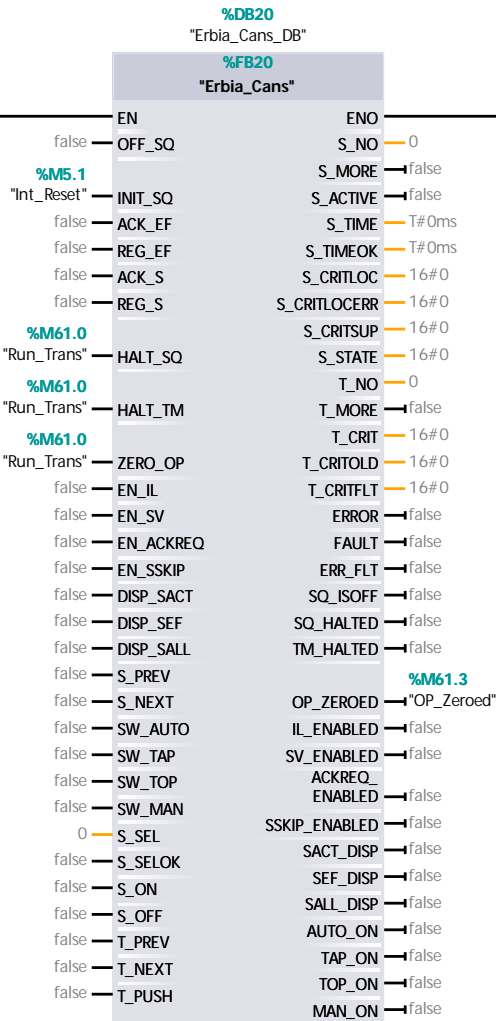 %DB20
"Erbia_Cans_DB"
%FB20
"Erbia_Cans"
EN ENO
false OFF_SQ S_NO 0
S_MORE false
%M5.1
"Int_Reset" INIT_SQ S_ACTIVE false
false ACK_EF S_TIME T#0ms
false REG_EF S_TIMEOK T#0ms
false ACK_S S_CRITLOC 16#0
false REG_S S_CRITLOCERR 16#0
S_CRITSUP 16#0
%M61.0
"Run_Trans" HALT_SQ S_STATE 16#0
T_NO 0
%M61.0
"Run_Trans" HALT_TM T_MORE false
T_CRIT 16#0
%M61.0
"Run_Trans" ZERO_OP T_CRITOLD 16#0
false EN_IL T_CRITFLT 16#0
false EN_SV ERROR false
false EN_ACKREQ FAULT false
false EN_SSKIP ERR_FLT false
false DISP_SACT SQ_ISOFF false
false DISP_SEF SQ_HALTED false
false DISP_SALL TM_HALTED false
false S_PREV
%M61.3
false S_NEXT OP_ZEROED "OP_Zeroed"
false SW_AUTO IL_ENABLED false
false SW_TAP SV_ENABLED false
false SW_TOP ACKREQ_
ENABLED false
false SW_MAN
0 S_SEL SSKIP_ENABLED false
false S_SELOK SACT_DISP false
false S_ON SEF_DISP false
false S_OFF SALL_DISP false
false T_PREV AUTO_ON false
false T_NEXT TAP_ON false
false T_PUSH TOP_ON false
MAN_ON false